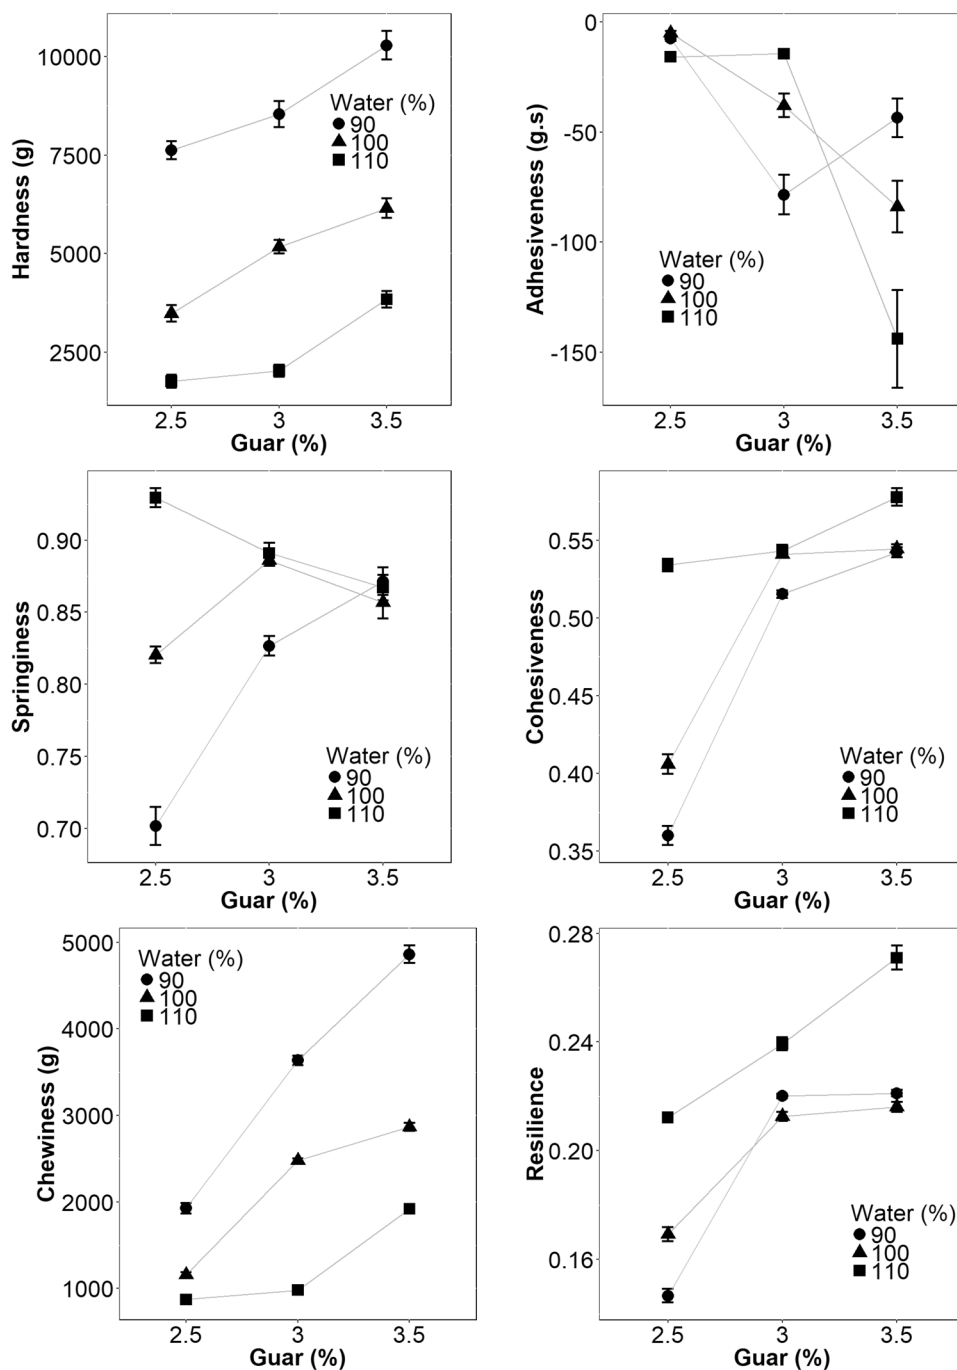 Hardness (g)
10000
7500
5000
2500
Water (%)
90
100
110
2.5 3 3.5
Guar (%)
Adhesiveness (g.s)
0
-50
-100
-150
Water (%)
90
100
110
2.5 3 3.5
Guar (%)
Springiness
0.90
0.85
0.80
0.75
0.70
Water (%)
90
100
110
2.5 3 3.5
Guar (%)
Cohesiveness
0.55
0.50
0.45
0.40
0.35
Water (%)
90
100
110
2.5 3 3.5
Guar (%)
Chewiness (g)
5000
4000
3000
2000
1000
Water (%)
90
100
110
2.5 3 3.5
Guar (%)
Resilience
0.28
0.24
0.20
0.16
Water (%)
90
100
110
2.5 3 3.5
Guar (%)